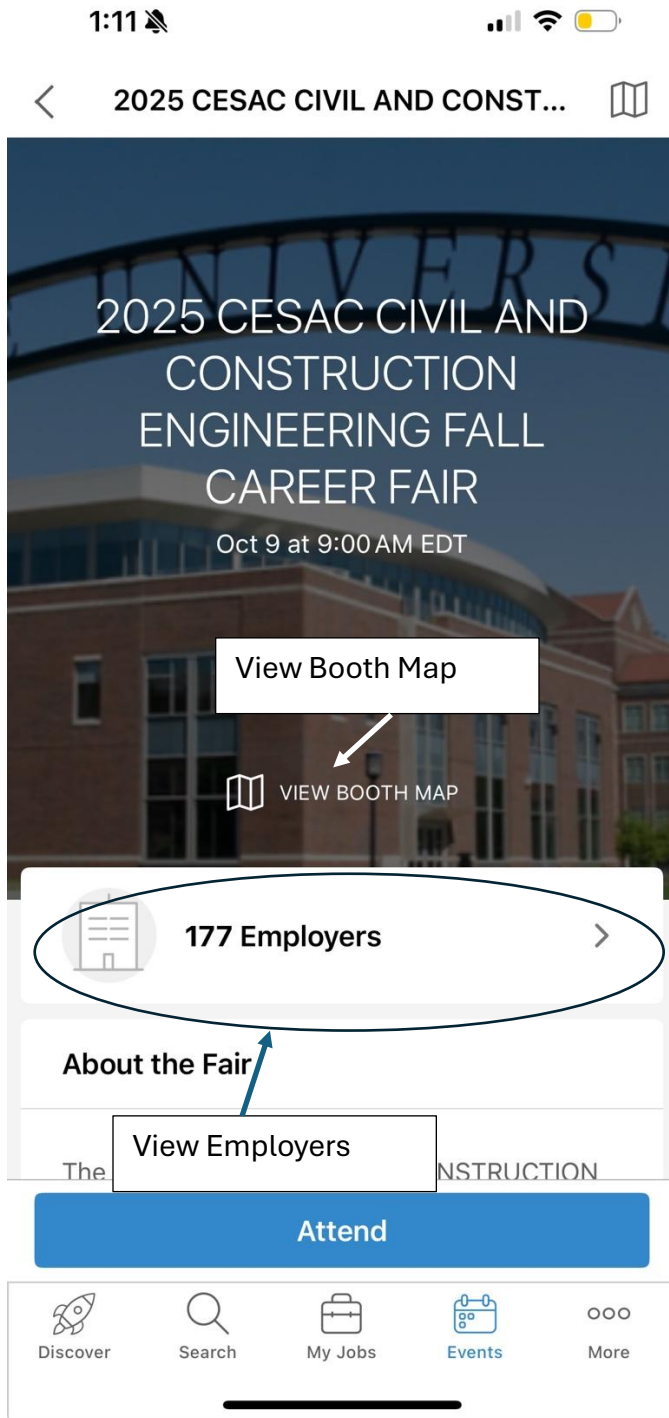 1:11
2025 CESAC CIVIL AND CONST...
UNIVERSI
2025 CESAC CIVIL AND
CONSTRUCTION
ENGINEERING FALL
CAREER FAIR
Oct 9 at 9:00 AM EDT
View Booth Map
VIEW BOOTH MAP
177 Employers
About the Fair
View Employers
The
NSTRUCTION
Attend
Discover
Search
My Jobs
Events
More